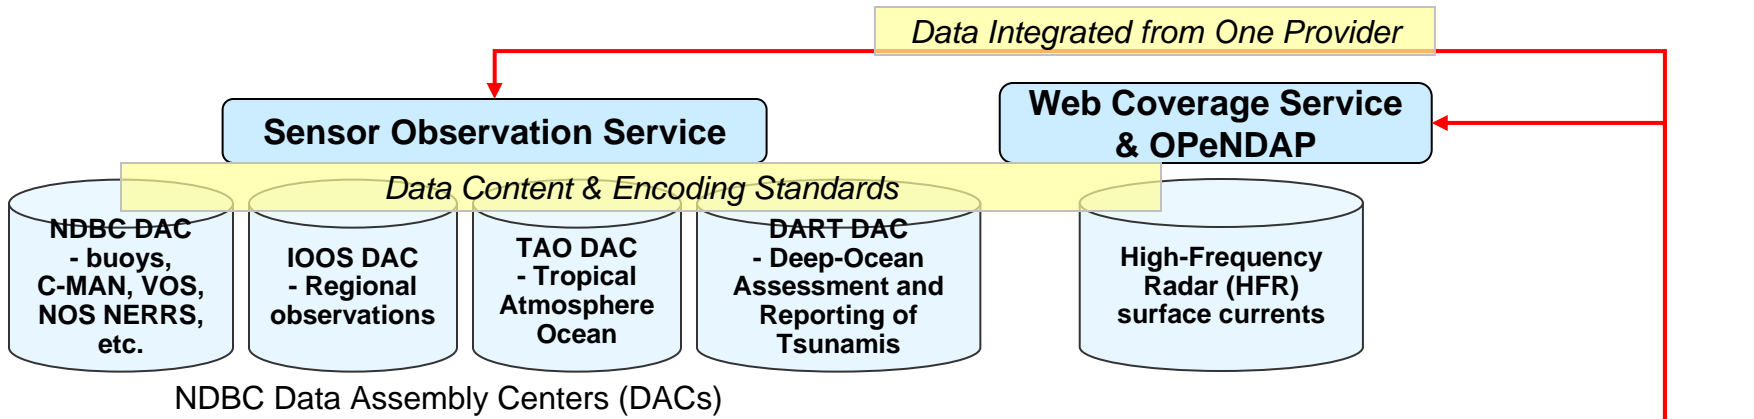 Data Integrated from One Provider
Sensor Observation Service
Web Coverage Service
& OPeNDAP
Data Content & Encoding Standards
NDBC DAC
- buoys,
C-MAN, VOS,
NOS NERRS,
etc.
IOOS DAC
- Regional
observations
TAO DAC
- Tropical
Atmosphere
Ocean
DART DAC
- Deep-Ocean
Assessment and
Reporting of
Tsunamis
High-Frequency
Radar (HFR)
surface currents
NDBC Data Assembly Centers (DACs)